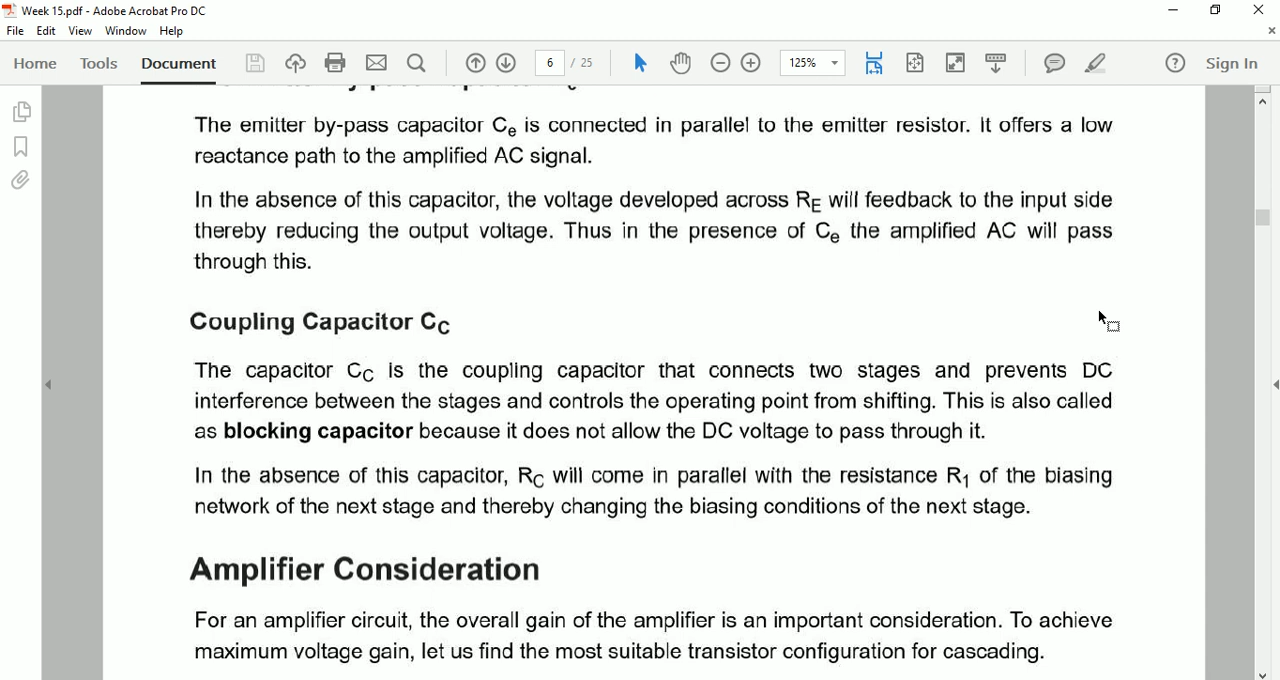 Week 15.pdf - Adobe Acrobat Pro DC
File Edit View Window Help
Home Tools Document 6 / 25 125% Sign In
The emitter by-pass capacitor Ce is connected in parallel to the emitter resistor. It offers a low
reactance path to the amplified AC signal.
In the absence of this capacitor, the voltage developed across RE will feedback to the input side
thereby reducing the output voltage. Thus in the presence of Ce the amplified AC will pass
through this.
Coupling Capacitor CC
The capacitor CC is the coupling capacitor that connects two stages and prevents DC
interference between the stages and controls the operating point from shifting. This is also called
as blocking capacitor because it does not allow the DC voltage to pass through it.
In the absence of this capacitor, RC will come in parallel with the resistance R1 of the biasing
network of the next stage and thereby changing the biasing conditions of the next stage.
Amplifier Consideration
For an amplifier circuit, the overall gain of the amplifier is an important consideration. To achieve
maximum voltage gain, let us find the most suitable transistor configuration for cascading.